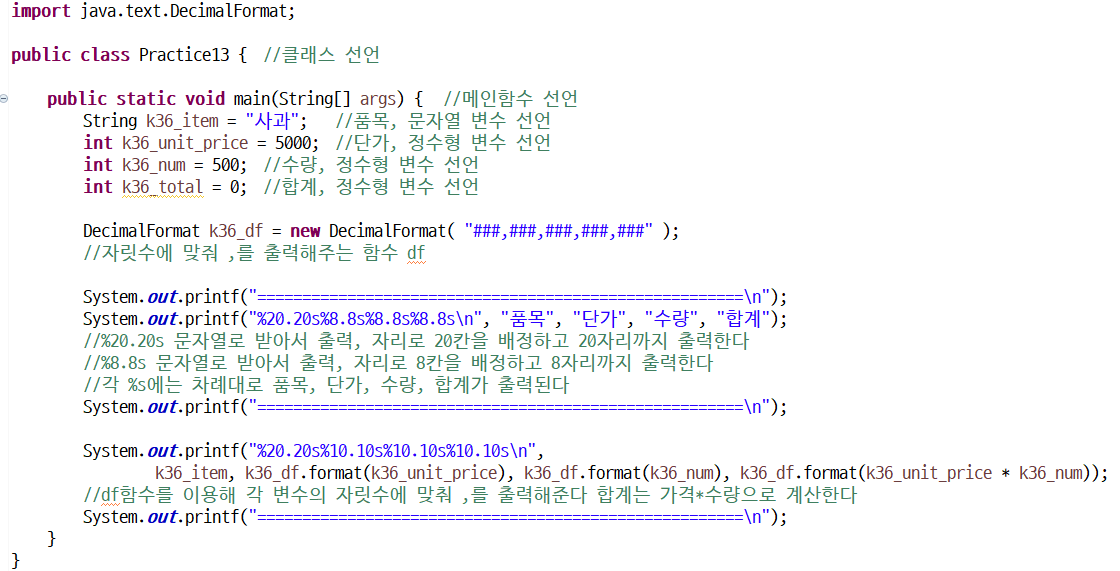 import java.text.DecimalFormat;
public class Practice13 { //클래스 선언
public static void main(String[] args) { //메인함수 선언
String k36_item = "사과"; //품목, 문자열 변수 선언
int k36_unit_price = 5000; //단가, 정수형 변수 선언
int k36_num = 500; //수량, 정수형 변수 선언
int k36_total = 0; //합계, 정수형 변수 선언
DecimalFormat k36_df = new DecimalFormat( "###,###,###,###,###" );
//자릿수에 맞춰 ,를 출력해주는 함수 df
System.out.printf("======================================================\n");
System.out.printf("%20.20s%8.8s%8.8s%8.8s\n", "품목", "단가", "수량", "합계");
//%20.20s 문자열로 받아서 출력, 자리로 20칸을 배정하고 20자리까지 출력한다
//%8.8s 문자열로 받아서 출력, 자리로 8칸을 배정하고 8자리까지 출력한다
//각 %s에는 차례대로 품목, 단가, 수량, 합계가 출력된다
System.out.printf("======================================================\n");
System.out.printf("%20.20s%10.10s%10.10s%10.10s\n",
k36_item, k36_df.format(k36_unit_price), k36_df.format(k36_num), k36_df.format(k36_unit_price * k36_num));
//df함수를 이용해 각 변수의 자릿수에 맞춰 ,를 출력해준다 합계는 가격*수량으로 계산한다
System.out.printf("======================================================\n");
}
}